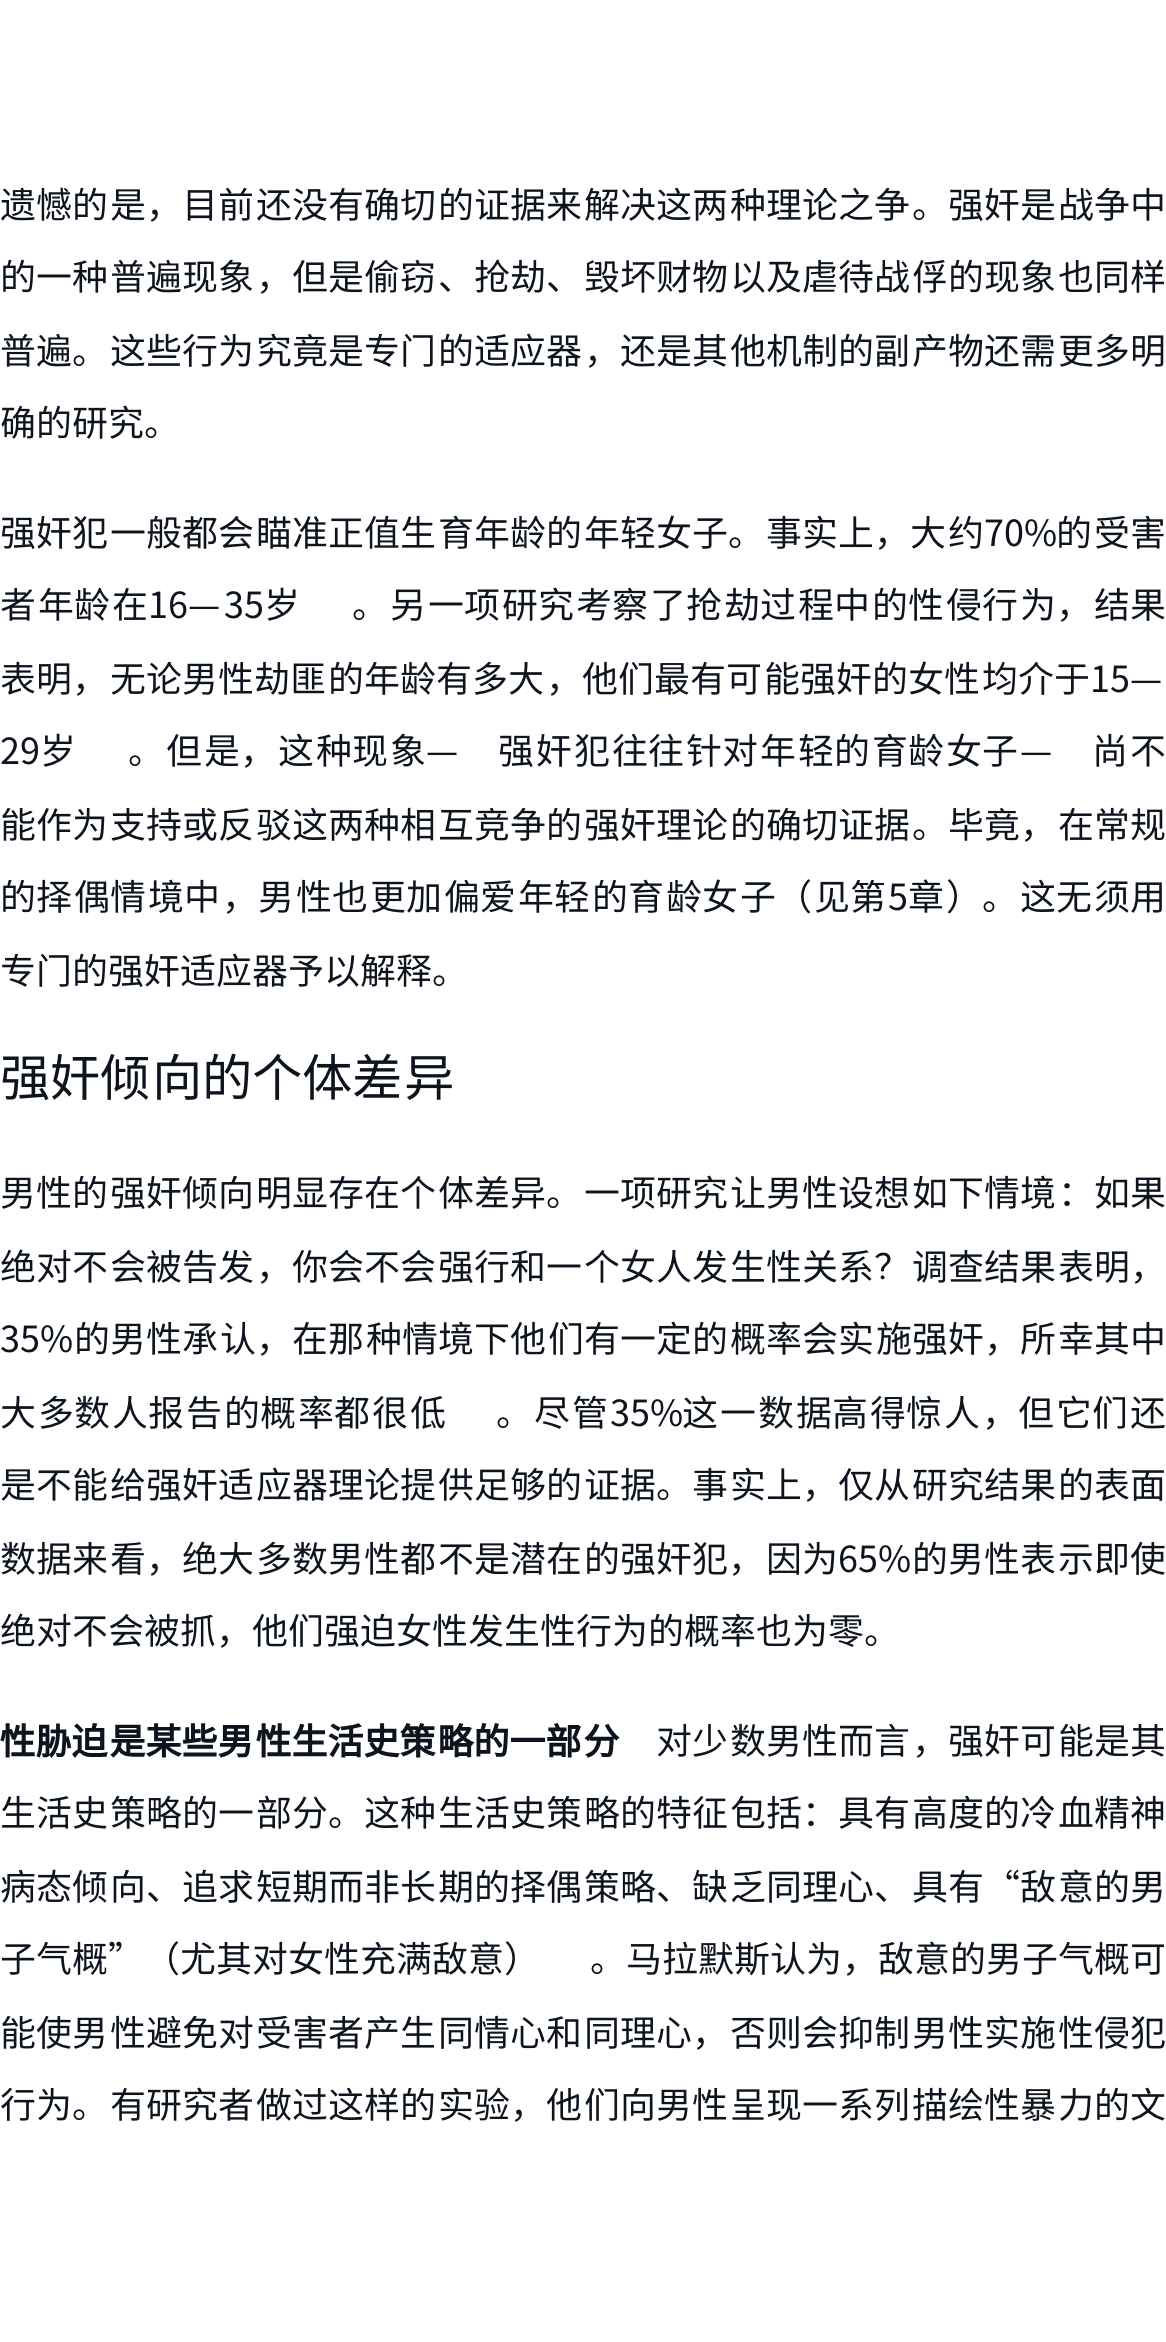 遗憾的是，目前还没有确切的证据来解决这两种理论之争。强奸是战争中
的一种普遍现象，但是偷窃、抢劫、毁坏财物以及虐待战俘的现象也同样
普遍。这些行为究竟是专门的适应器，还是其他机制的副产物还需更多明
确的研究。
强奸犯一般都会瞄准正值生育年龄的年轻女子。事实上，大约70%的受害
者年龄在16—35岁　。另一项研究考察了抢劫过程中的性侵行为，结果
表明，无论男性劫匪的年龄有多大，他们最有可能强奸的女性均介于15—
29岁　。但是，这种现象—　强奸犯往往针对年轻的育龄女子—　尚不
能作为支持或反驳这两种相互竞争的强奸理论的确切证据。毕竟，在常规
的择偶情境中，男性也更加偏爱年轻的育龄女子（见第5章）。这无须用
专门的强奸适应器予以解释。
强奸倾向的个体差异
男性的强奸倾向明显存在个体差异。一项研究让男性设想如下情境：如果
绝对不会被告发，你会不会强行和一个女人发生性关系？调查结果表明，
35%的男性承认，在那种情境下他们有一定的概率会实施强奸，所幸其中
大多数人报告的概率都很低　。尽管35%这一数据高得惊人，但它们还
是不能给强奸适应器理论提供足够的证据。事实上，仅从研究结果的表面
数据来看，绝大多数男性都不是潜在的强奸犯，因为65%的男性表示即使
绝对不会被抓，他们强迫女性发生性行为的概率也为零。
性胁迫是某些男性生活史策略的一部分　对少数男性而言，强奸可能是其
生活史策略的一部分。这种生活史策略的特征包括：具有高度的冷血精神
病态倾向、追求短期而非长期的择偶策略、缺乏同理心、具有“敌意的男
子气概”（尤其对女性充满敌意）　。马拉默斯认为，敌意的男子气概可
能使男性避免对受害者产生同情心和同理心，否则会抑制男性实施性侵犯
行为。有研究者做过这样的实验，他们向男性呈现一系列描绘性暴力的文